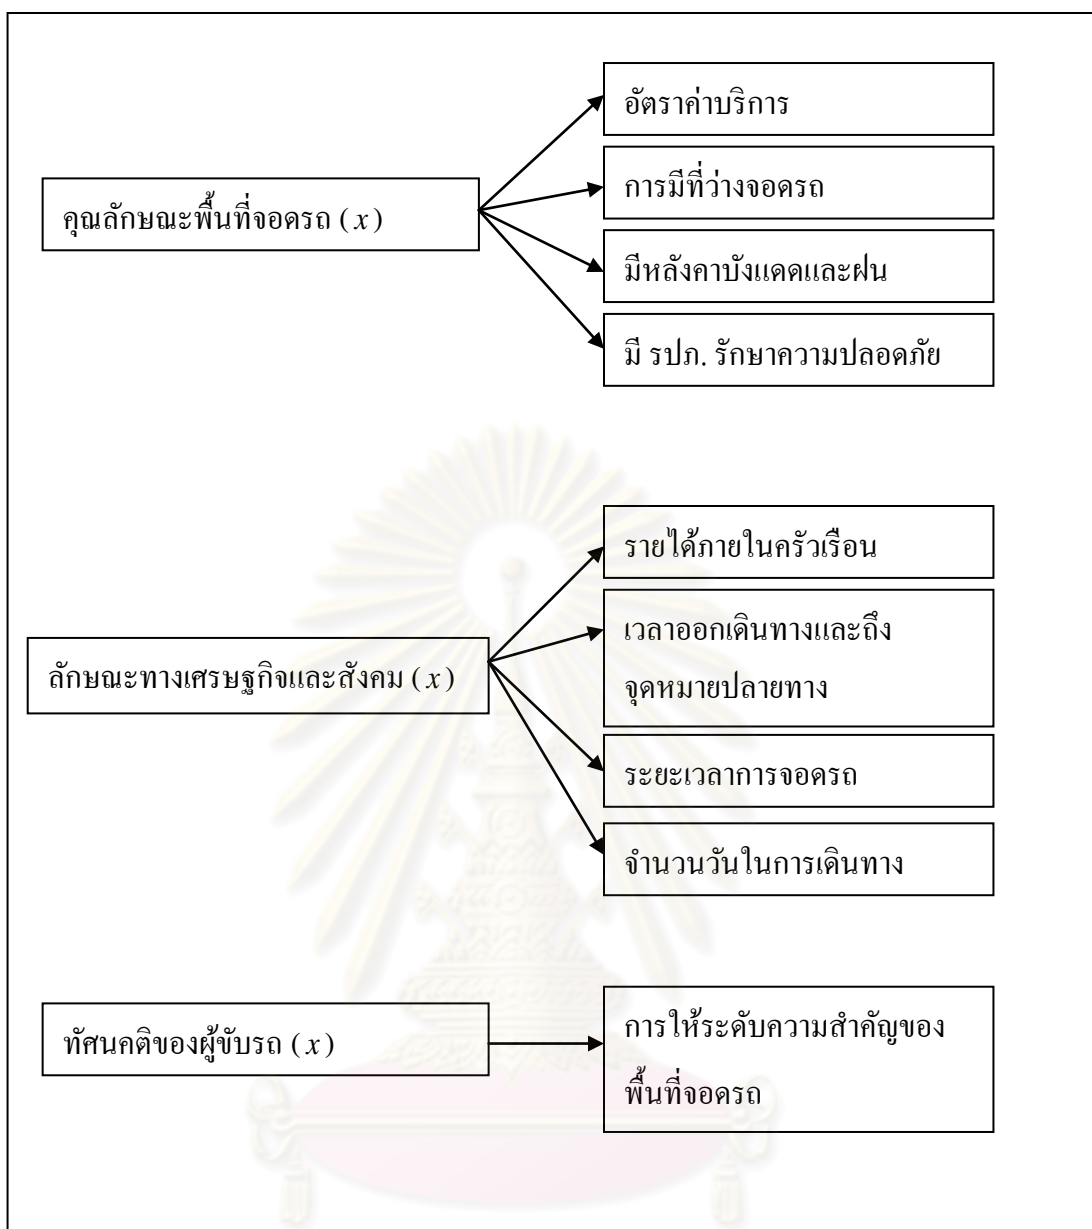 คุณลักษณะพื้นที่จอดรถ (x)
อัตราค่าบริการ
การมีที่ว่างจอดรถ
มีหลังคาบังแดดและฝน
มี รปภ. รักษาความปลอดภัย
ลักษณะทางเศรษฐกิจและสังคม (x)
รายได้ภายในครัวเรือน
เวลาออกเดินทางและถึง
จุดหมายปลายทาง
ระยะเวลาการจอดรถ
จำนวนวันในการเดินทาง
ทัศนคติของผู้ขับรถ (x)
การให้ระดับความสำคัญของ
พื้นที่จอดรถ